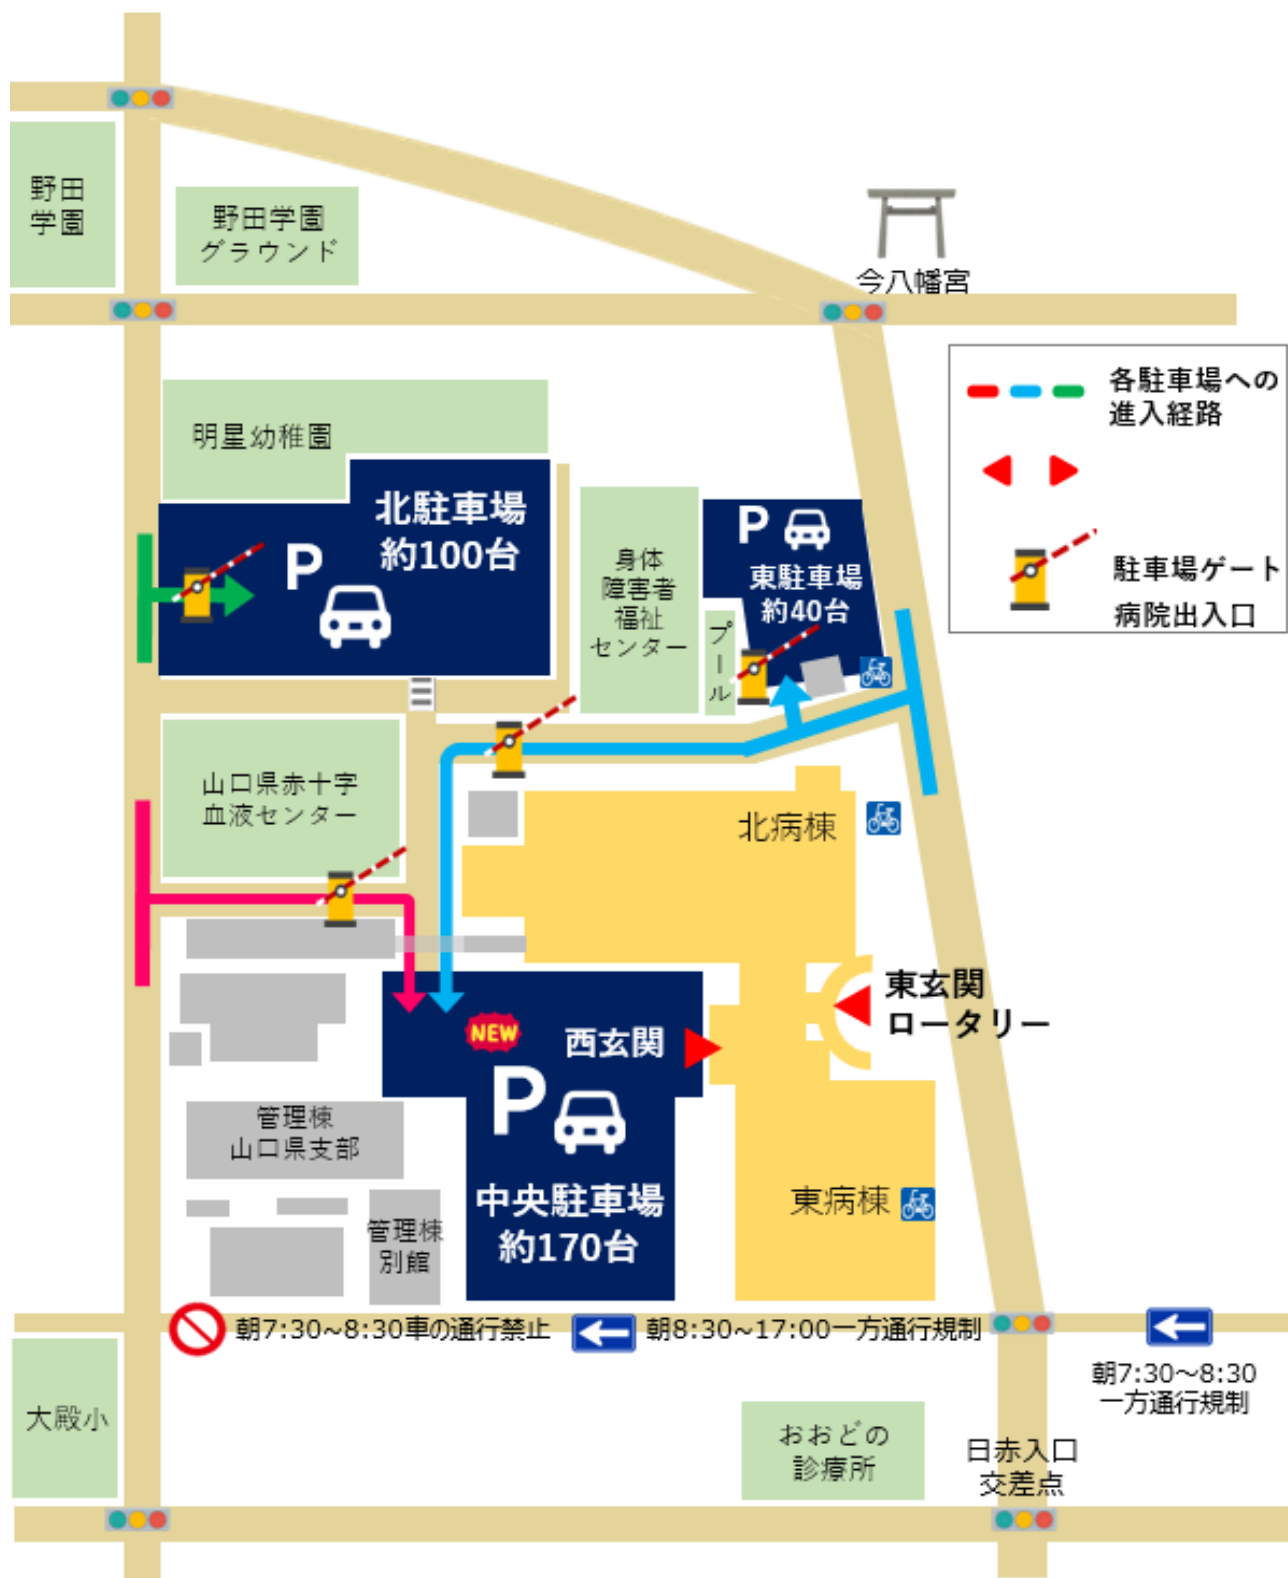 野田
学園
野田学園
グラウンド
今八幡宮
各駐車場への
進入経路
駐車場ゲート
病院出入口
明星幼稚園
北駐車場
約100台
P
身体
障害者
福祉
センター
P
東駐車場
約40台
プール
山口県赤十字
血液センター
北病棟
東玄関
ロータリー
NEW
西玄関
P
中央駐車場
約170台
管理棟
山口県支部
管理棟
別館
東病棟
朝7:30~8:30車の通行禁止
朝8:30~17:00一方通行規制
朝7:30～8:30
一方通行規制
大殿小
おおどの
診療所
日赤入口
交差点